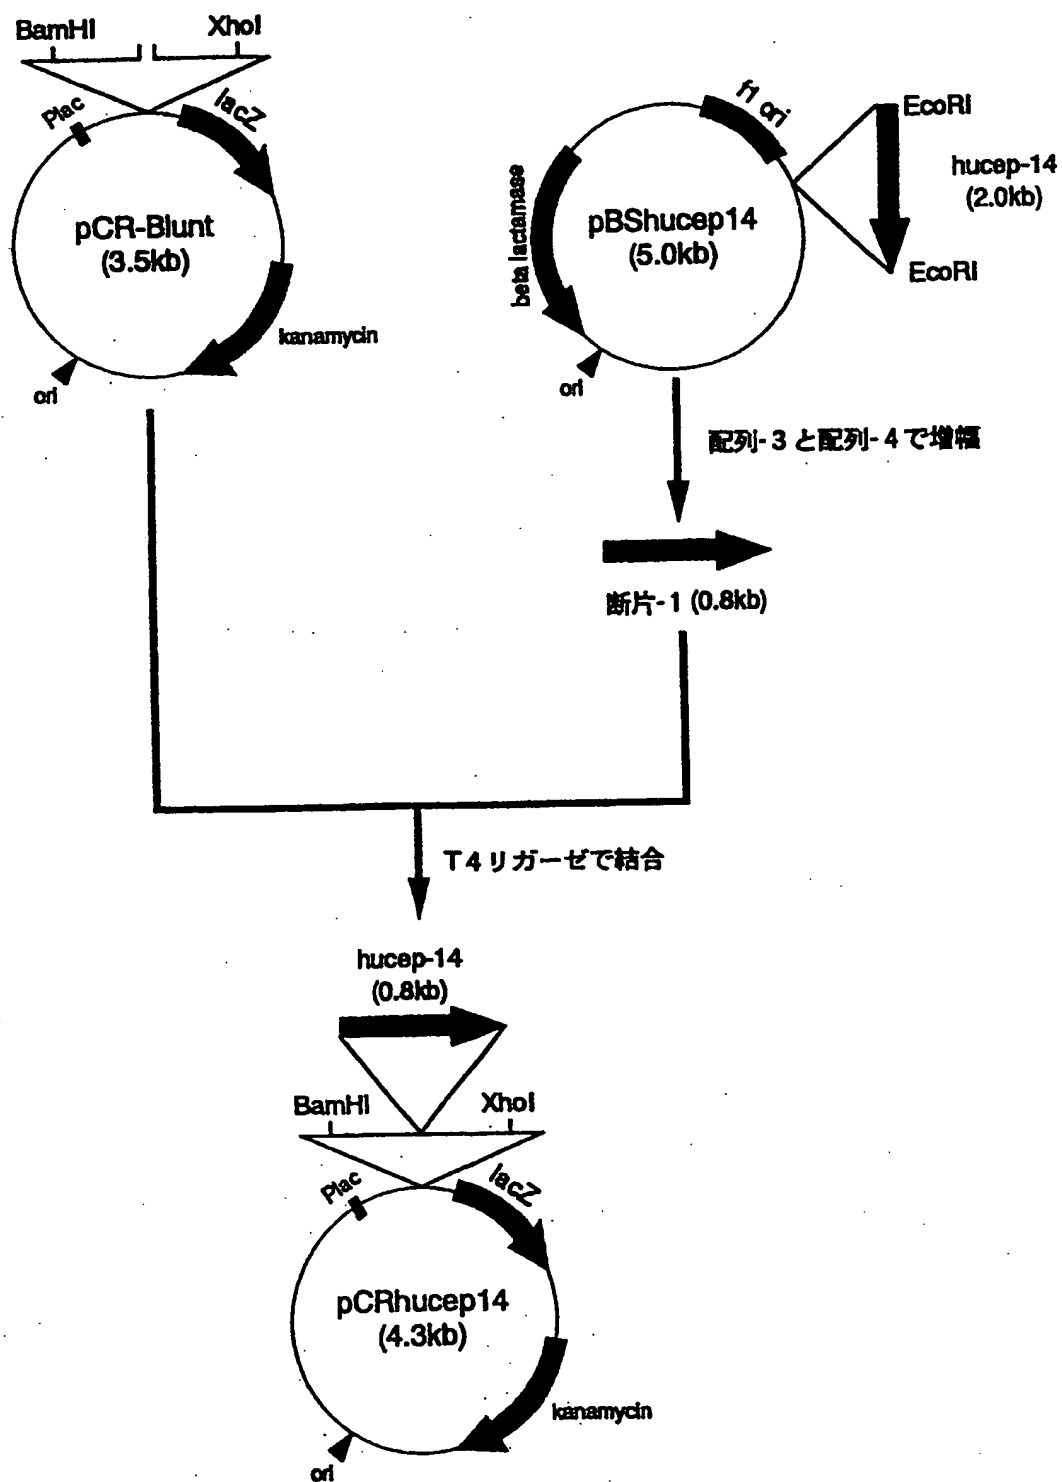 BamHI
XhoI
Plac
lacZ
pCR-Blunt
(3.5kb)
kanamycin
ori
f1 ori
EcoRI
hucep-14
(2.0kb)
EcoRI
beta lactamase
pBShucep14
(5.0kb)
ori
配列-3と配列-4で増幅
断片-1 (0.8kb)
T4リガーゼで結合
hucep-14
(0.8kb)
BamHI
XhoI
Plac
lacZ
pCRhucep14
(4.3kb)
kanamycin
ori